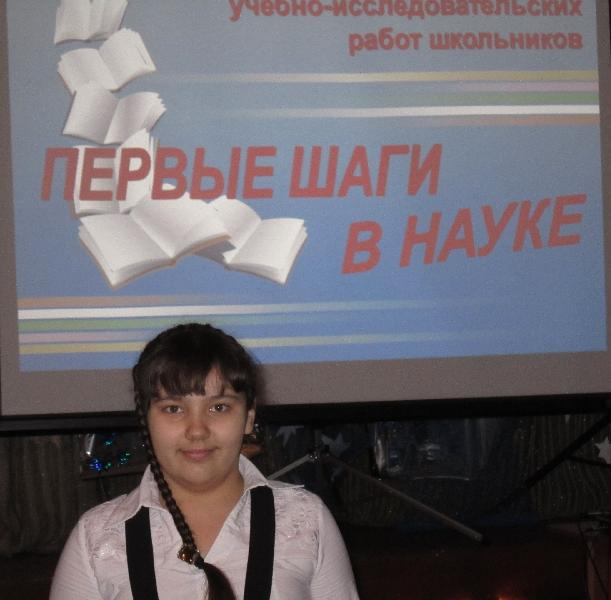 учебно-исследовательских
работ школьников
ПЕРВЫЕ ШАГИ
В НАУКЕ